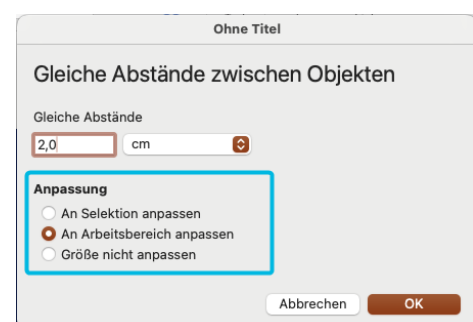 Ohne Titel
Gleiche Abstände zwischen Objekten
Gleiche Abstände
2,0 cm
Anpassung
An Selektion anpassen
An Arbeitsbereich anpassen
Größe nicht anpassen
Abbrechen OK